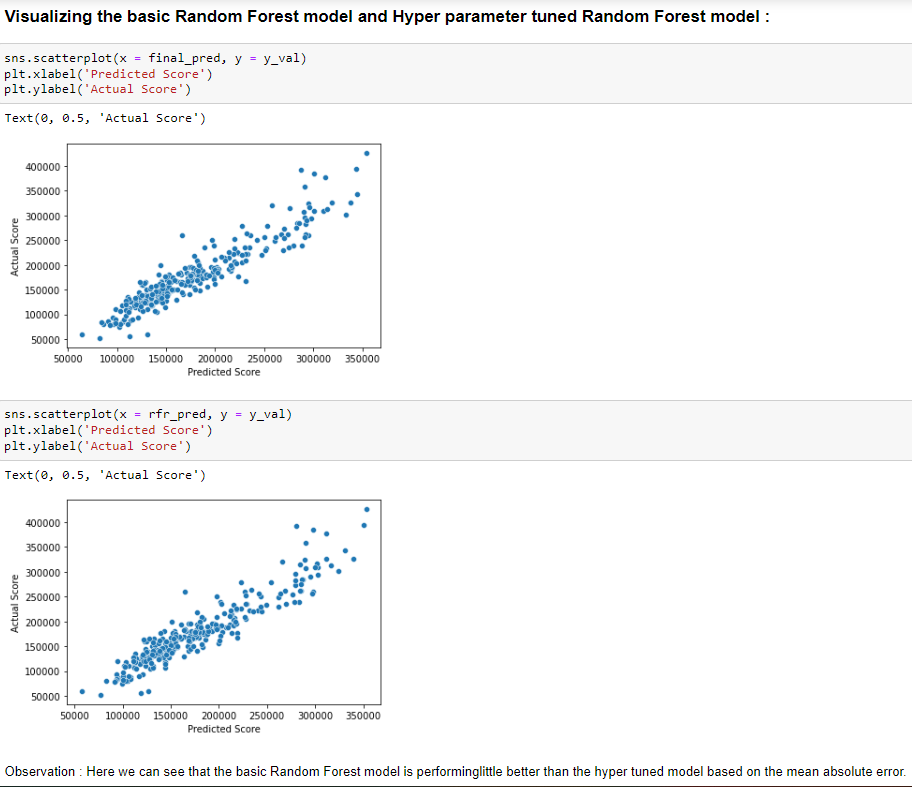 Visualizing the basic Random Forest model and Hyper parameter tuned Random Forest model :
sns.scatterplot(x = final_pred, y = y_val)
plt.xlabel('Predicted Score')
plt.ylabel('Actual Score')
Text(0, 0.5, 'Actual Score')
400000
350000
300000
250000
200000
150000
100000
50000
Actual Score
50000 100000 150000 200000 250000 300000 350000
Predicted Score
sns.scatterplot(x = rfr_pred, y = y_val)
plt.xlabel('Predicted Score')
plt.ylabel('Actual Score')
Text(0, 0.5, 'Actual Score')
400000
350000
300000
250000
200000
150000
100000
50000
Actual Score
50000 100000 150000 200000 250000 300000 350000
Predicted Score
Observation : Here we can see that the basic Random Forest model is performinglittle better than the hyper tuned model based on the mean absolute error.